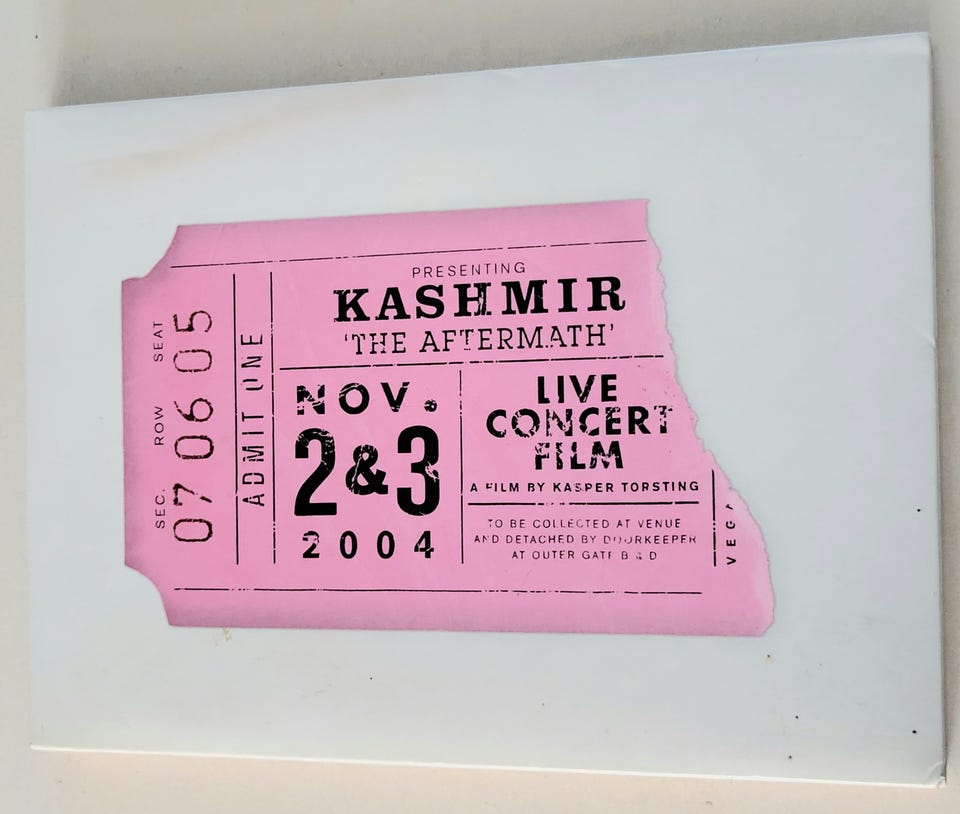 SEC. ROW SEAT
07 06 05
ADMIT ONE
PRESENTING
KASHMIR
'THE AFTERMATH'
NOV.
2&3
2004
LIVE
CONCERT
FILM
A FILM BY KASPER TORSTING
TO BE COLLECTED AT VENUE
AND DETACHED BY DOORKEEPER
AT OUTER GATE B & D
VEGA